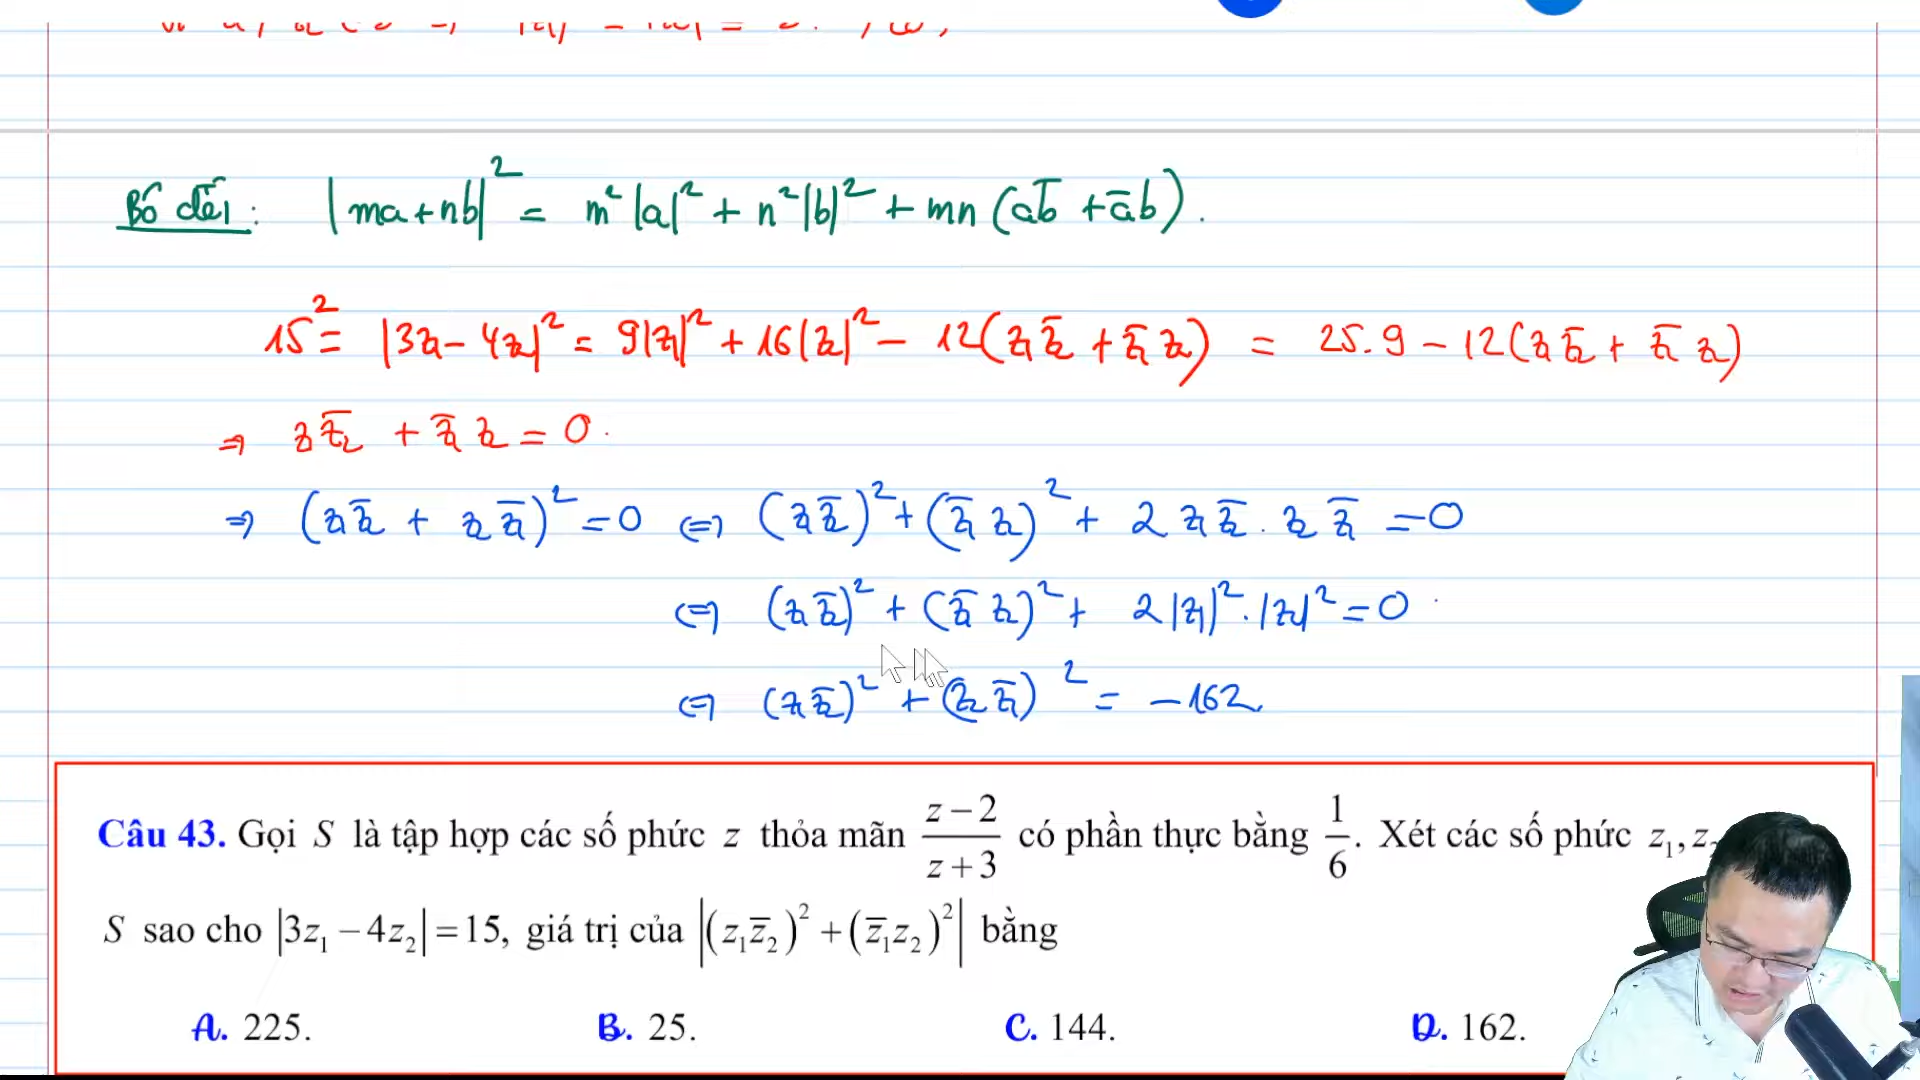 Bổ đề: |ma+nb|² = m²|a|² + n²|b|² + mn(ab̄ + āb).
15² = |3z₁ − 4z₂|² = 9|z₁|² + 16|z₂|² − 12(z₁z̄₂ + z̄₁z₂) = 25.9 − 12(z₁z̄₂ + z̄₁z₂)
⇒ z₁z̄₂ + z̄₁z₂ = 0.
⇒ (z₁z̄₂ + z₂z̄₁)² = 0 ⇔ (z₁z̄₂)² + (z̄₁z₂)² + 2z₁z̄₂.z₂z̄₁ = 0
⇔ (z₁z̄₂)² + (z̄₁z₂)² + 2|z₁|².|z₂|² = 0
⇔ (z₁z̄₂)² + (z₂z̄₁)² = −162.
Câu 43. Gọi S là tập hợp các số phức z thỏa mãn (z−2)/(z+3) có phần thực bằng 1/6. Xét các số phức z₁, z₂
S sao cho |3z₁ − 4z₂| = 15, giá trị của |(z₁z̄₂)² + (z̄₁z₂)²| bằng
A. 225. B. 25. C. 144. D. 162.